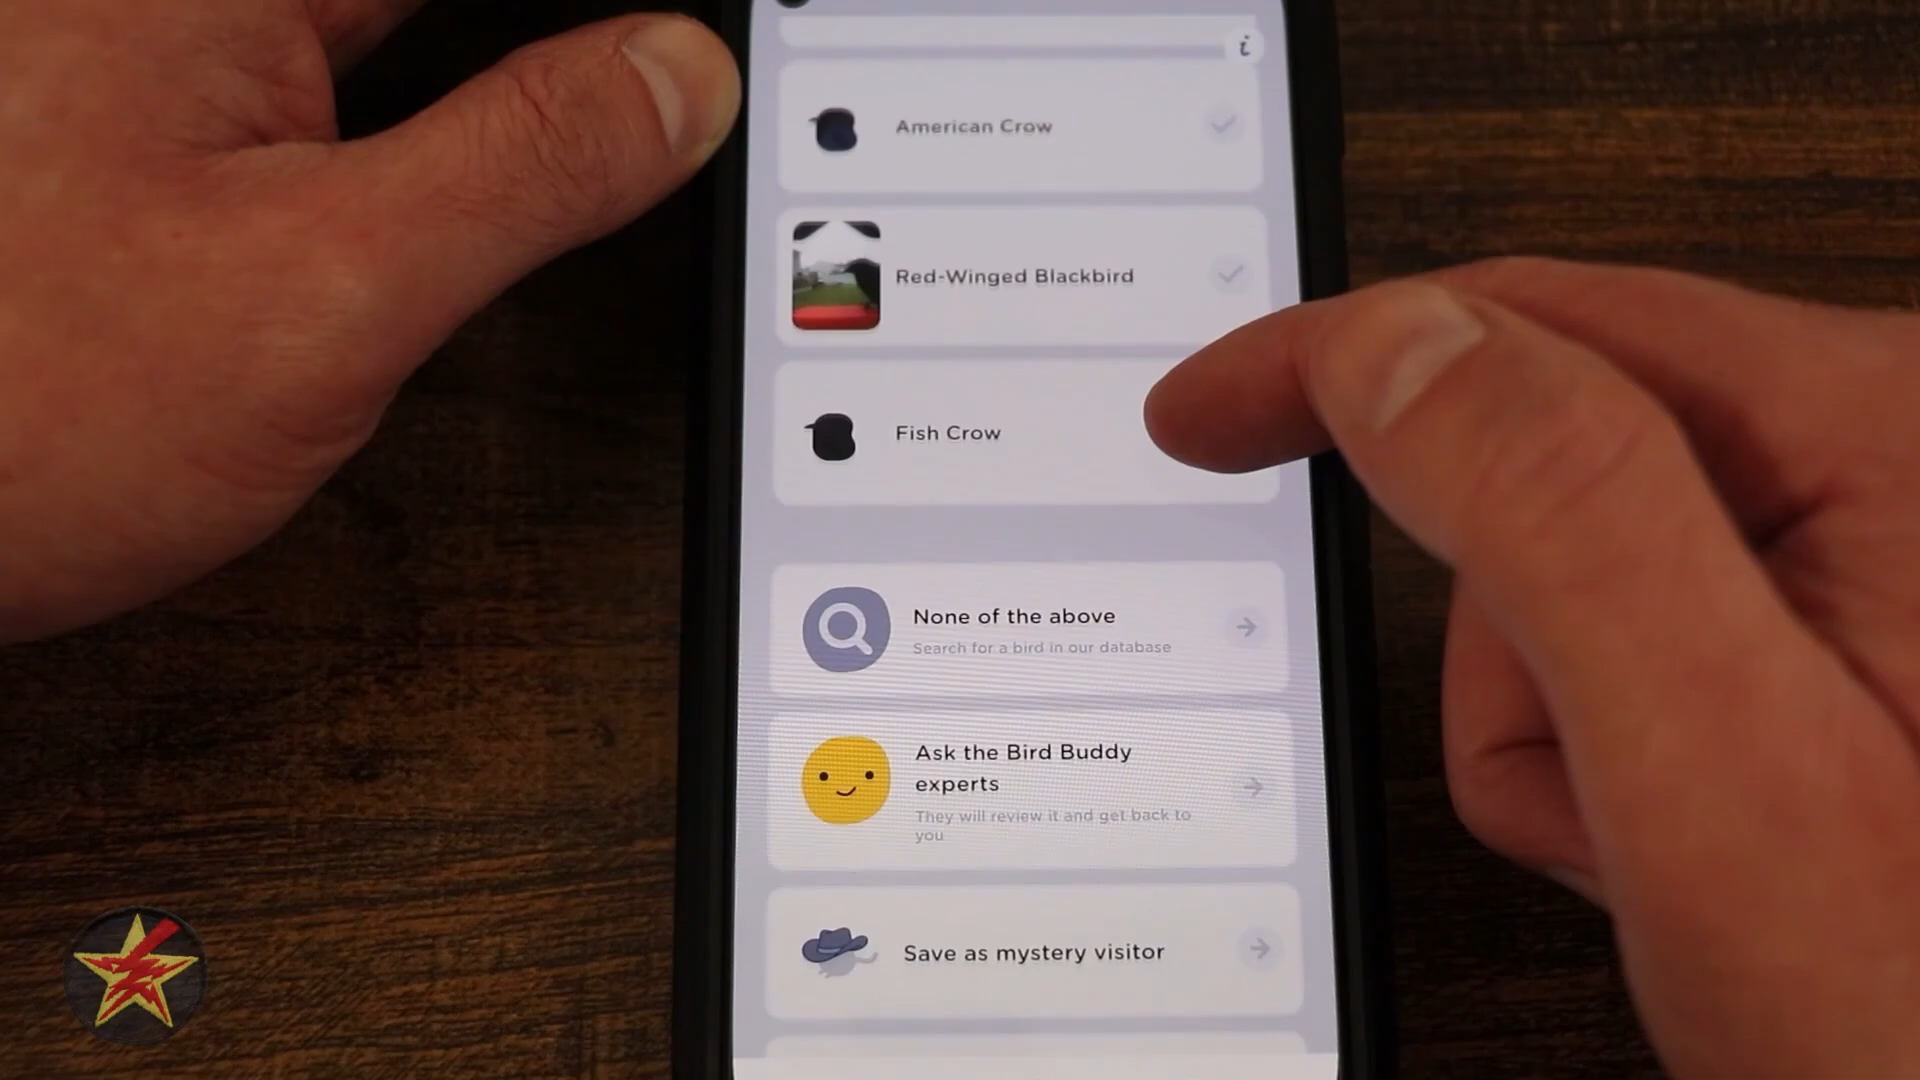 i
American Crow
Red-Winged Blackbird
Fish Crow
None of the above
Search for a bird in our database
Ask the Bird Buddy
experts
They will review it and get back to
you
Save as mystery visitor